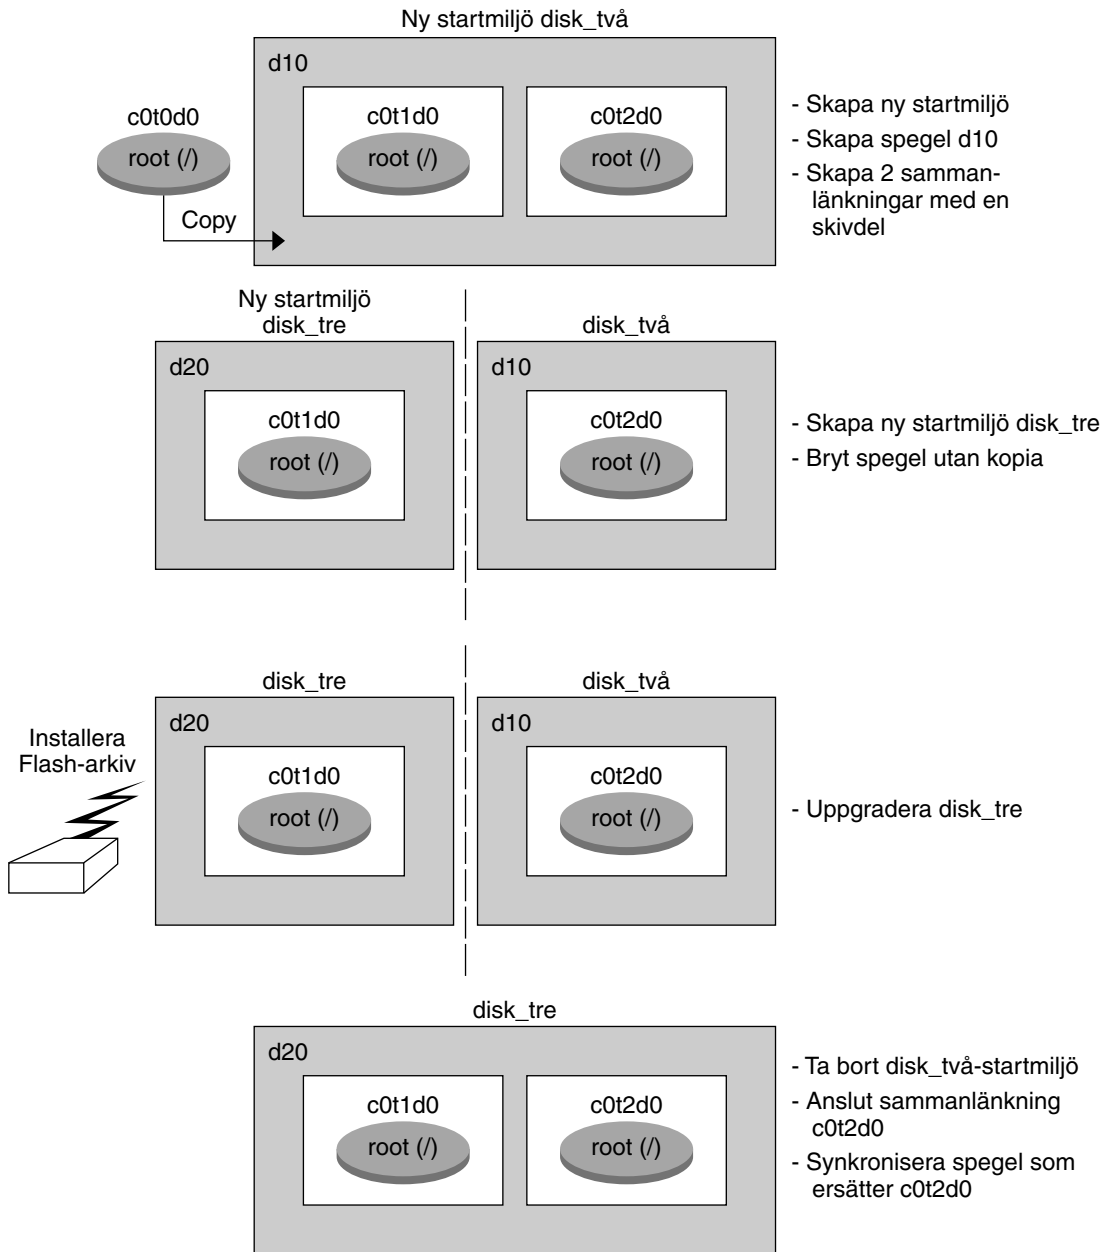 Ny startmiljö disk_två
d10
c0t0d0
root (/)
Copy
c0t1d0
root (/)
c0t2d0
root (/)
- Skapa ny startmiljö
- Skapa spegel d10
- Skapa 2 samman-
länkningar med en
skivdel
Ny startmiljö
disk_tre
d20
c0t1d0
root (/)
disk_två
d10
c0t2d0
root (/)
- Skapa ny startmiljö disk_tre
- Bryt spegel utan kopia
Installera
Flash-arkiv
disk_tre
d20
c0t1d0
root (/)
disk_två
d10
c0t2d0
root (/)
- Uppgradera disk_tre
disk_tre
d20
c0t1d0
root (/)
c0t2d0
root (/)
- Ta bort disk_två-startmiljö
- Anslut sammanlänkning
c0t2d0
- Synkronisera spegel som
ersätter c0t2d0